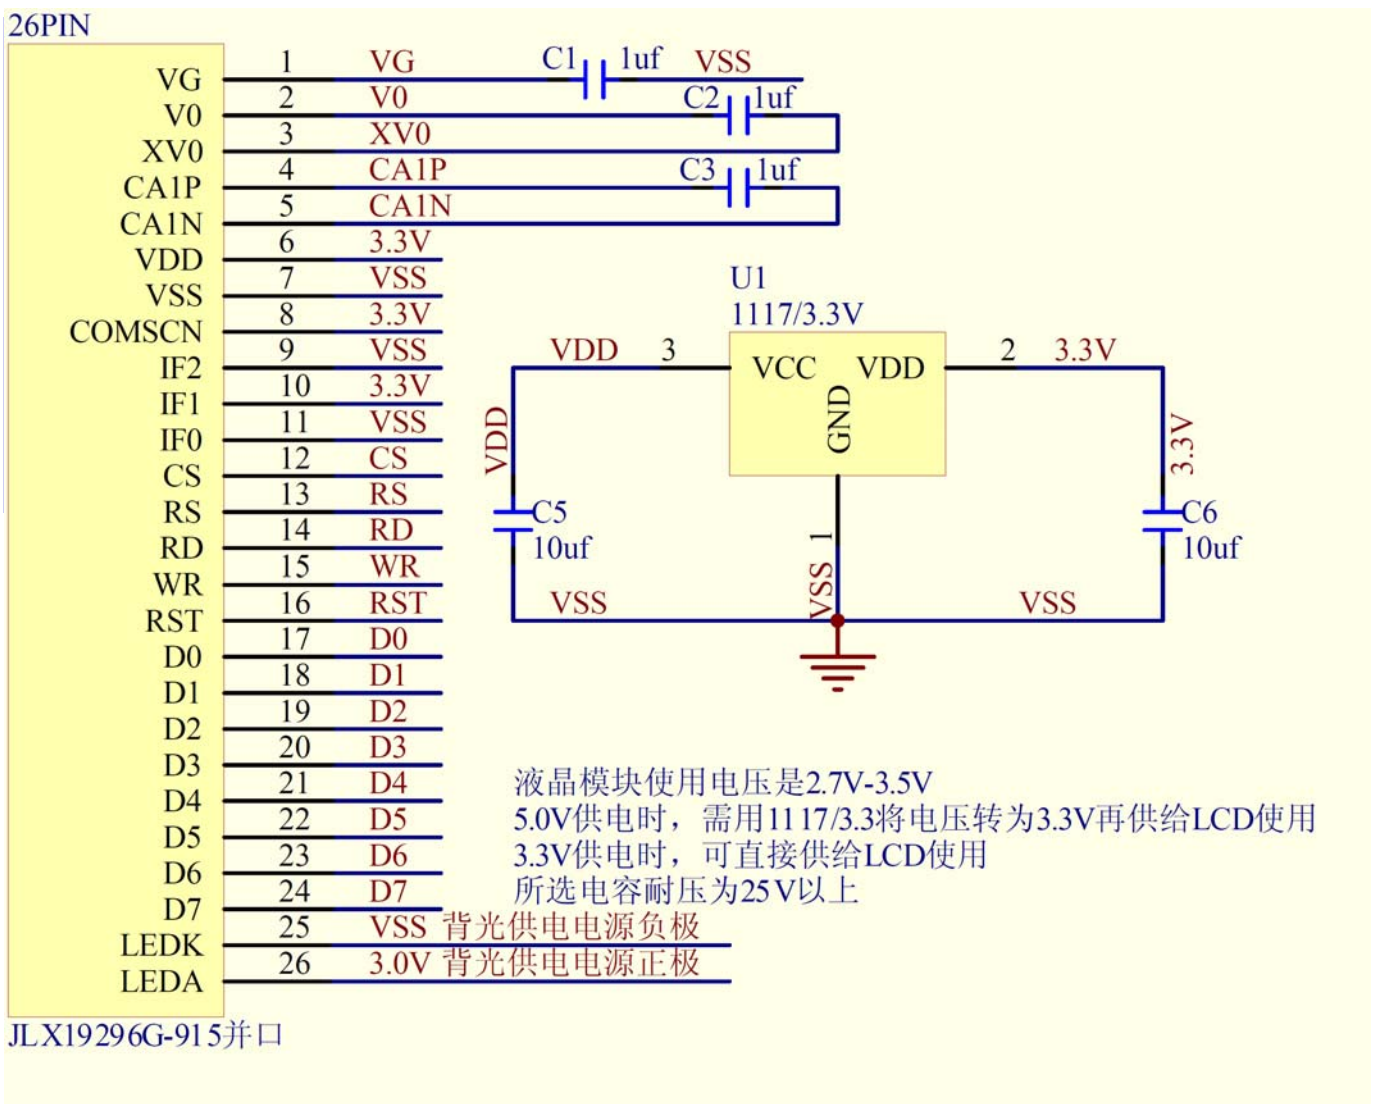 26PIN
VG 1 VG C1 1uf VSS
V0 2 V0 C2 1uf
XV0 3 XV0
CA1P 4 CA1P C3 1uf
CA1N 5 CA1N
VDD 6 3.3V
VSS 7 VSS
COMSCN 8 3.3V
IF2 9 VSS
IF1 10 3.3V
IF0 11 VSS
CS 12 CS
RS 13 RS
RD 14 RD
WR 15 WR
RST 16 RST
D0 17 D0
D1 18 D1
D2 19 D2
D3 20 D3
D4 21 D4
D5 22 D5
D6 23 D6
D7 24 D7
LEDK 25 VSS 背光供电电源负极
LEDA 26 3.0V 背光供电电源正极
JLX19296G-915并口
U1
1117/3.3V
VDD 3 VCC VDD 2 3.3V
GND
VDD
3.3V
C5
10uf
C6
10uf
1
VSS
VSS
VSS
液晶模块使用电压是2.7V-3.5V
5.0V供电时，需用1117/3.3将电压转为3.3V再供给LCD使用
3.3V供电时，可直接供给LCD使用
所选电容耐压为25V以上